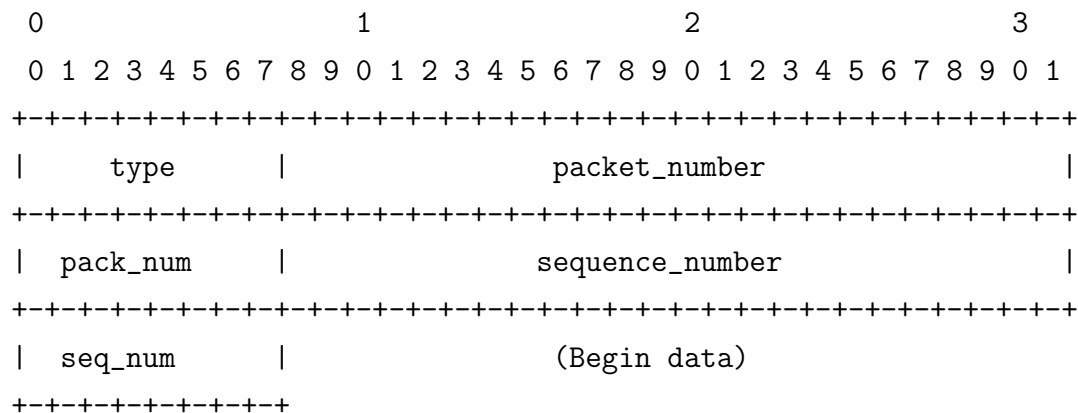 0                   1                   2                   3
0 1 2 3 4 5 6 7 8 9 0 1 2 3 4 5 6 7 8 9 0 1 2 3 4 5 6 7 8 9 0 1
+-+-+-+-+-+-+-+-+-+-+-+-+-+-+-+-+-+-+-+-+-+-+-+-+-+-+-+-+-+-+-+-+
|     type      |                packet_number                  |
+-+-+-+-+-+-+-+-+-+-+-+-+-+-+-+-+-+-+-+-+-+-+-+-+-+-+-+-+-+-+-+-+
|  pack_num     |               sequence_number                 |
+-+-+-+-+-+-+-+-+-+-+-+-+-+-+-+-+-+-+-+-+-+-+-+-+-+-+-+-+-+-+-+-+
|  seq_num      |                (Begin data)
+-+-+-+-+-+-+-+-+